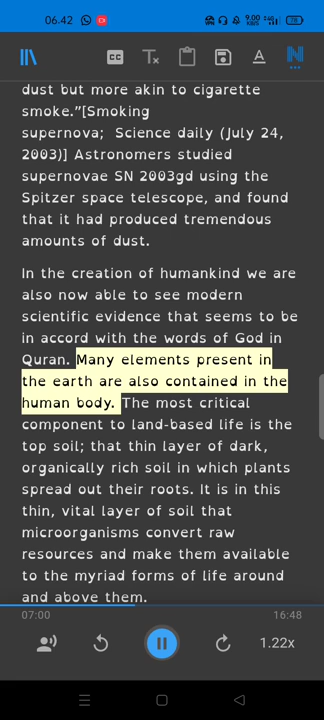 06.42
9,00 KB/S
78
CC
dust but more akin to cigarette
smoke.”[Smoking
supernova;  Science daily (July 24,
2003)] Astronomers studied
supernovae SN 2003gd using the
Spitzer space telescope, and found
that it had produced tremendous
amounts of dust.
In the creation of humankind we are
also now able to see modern
scientific evidence that seems to be
in accord with the words of God in
Quran. Many elements present in
the earth are also contained in the
human body. The most critical
component to land-based life is the
top soil; that thin layer of dark,
organically rich soil in which plants
spread out their roots. It is in this
thin, vital layer of soil that
microorganisms convert raw
resources and make them available
to the myriad forms of life around
and above them.
07:00
16:48
1.22x